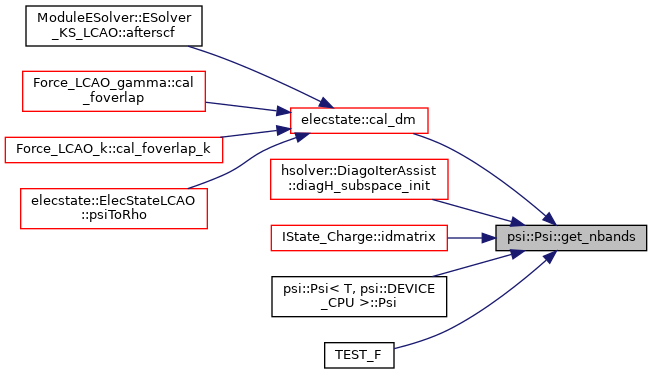 ModuleESolver::ESolver
_KS_LCAO::afterscf
Force_LCAO_gamma::cal
_foverlap
Force_LCAO_k::cal_foverlap_k
elecstate::ElecStateLCAO
::psiToRho
elecstate::cal_dm
hsolver::DiagoIterAssist
::diagH_subspace_init
IState_Charge::idmatrix
psi::Psi< T, psi::DEVICE
_CPU >::Psi
TEST_F
psi::Psi::get_nbands